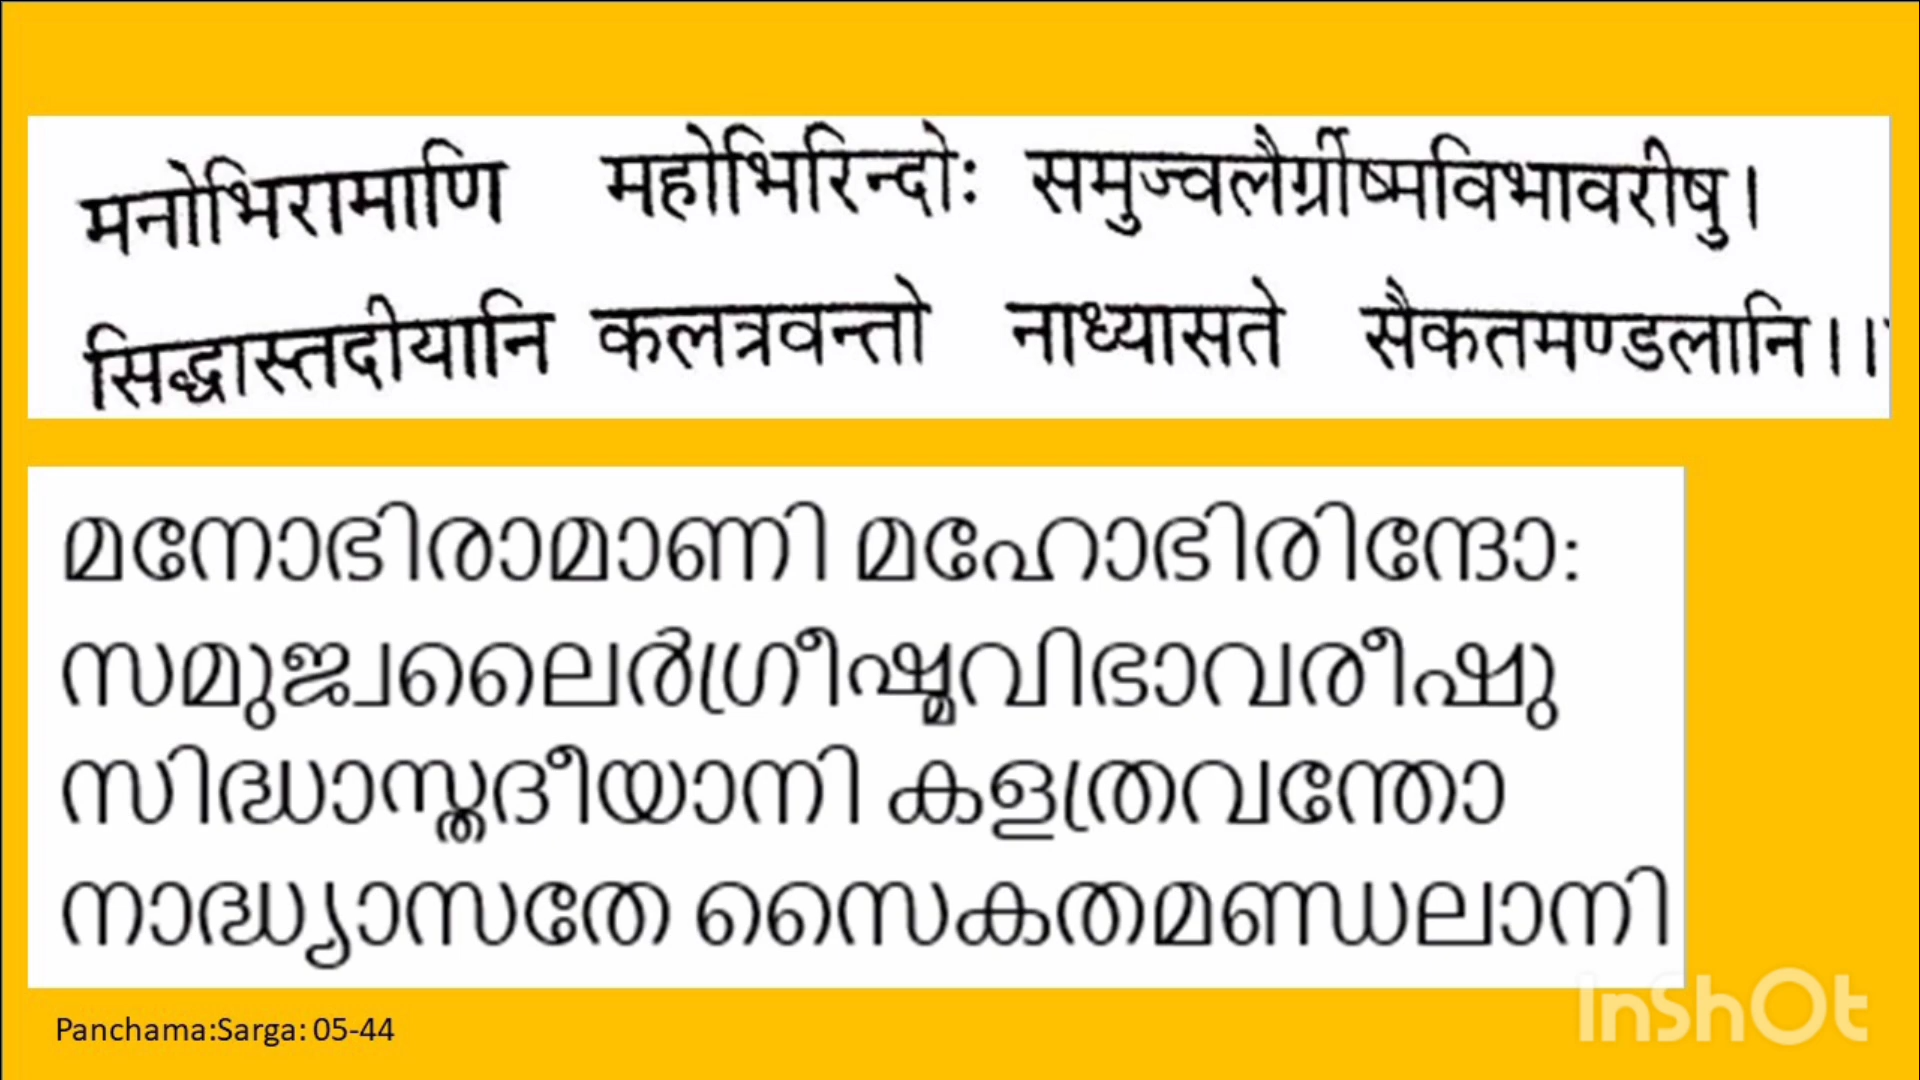 मनोभिरामाणि महोभिरिन्दोः समुज्वलैर्ग्रीष्मविभावरीषु।
सिद्धास्तदीयानि कलत्रवन्तो नाध्यासते सैकतमण्डलानि।।
മനോഭിരാമാണി മഹോഭിരിന്ദോ:
സമുജ്വലൈർഗ്രീഷ്മവിഭാവരീഷു
സിദ്ധാസ്തദീയാനി കളത്രവന്തോ
നാദ്ധ്യാസതേ സൈകതമണ്ഡലാനി
Panchama:Sarga: 05-44
InShOt